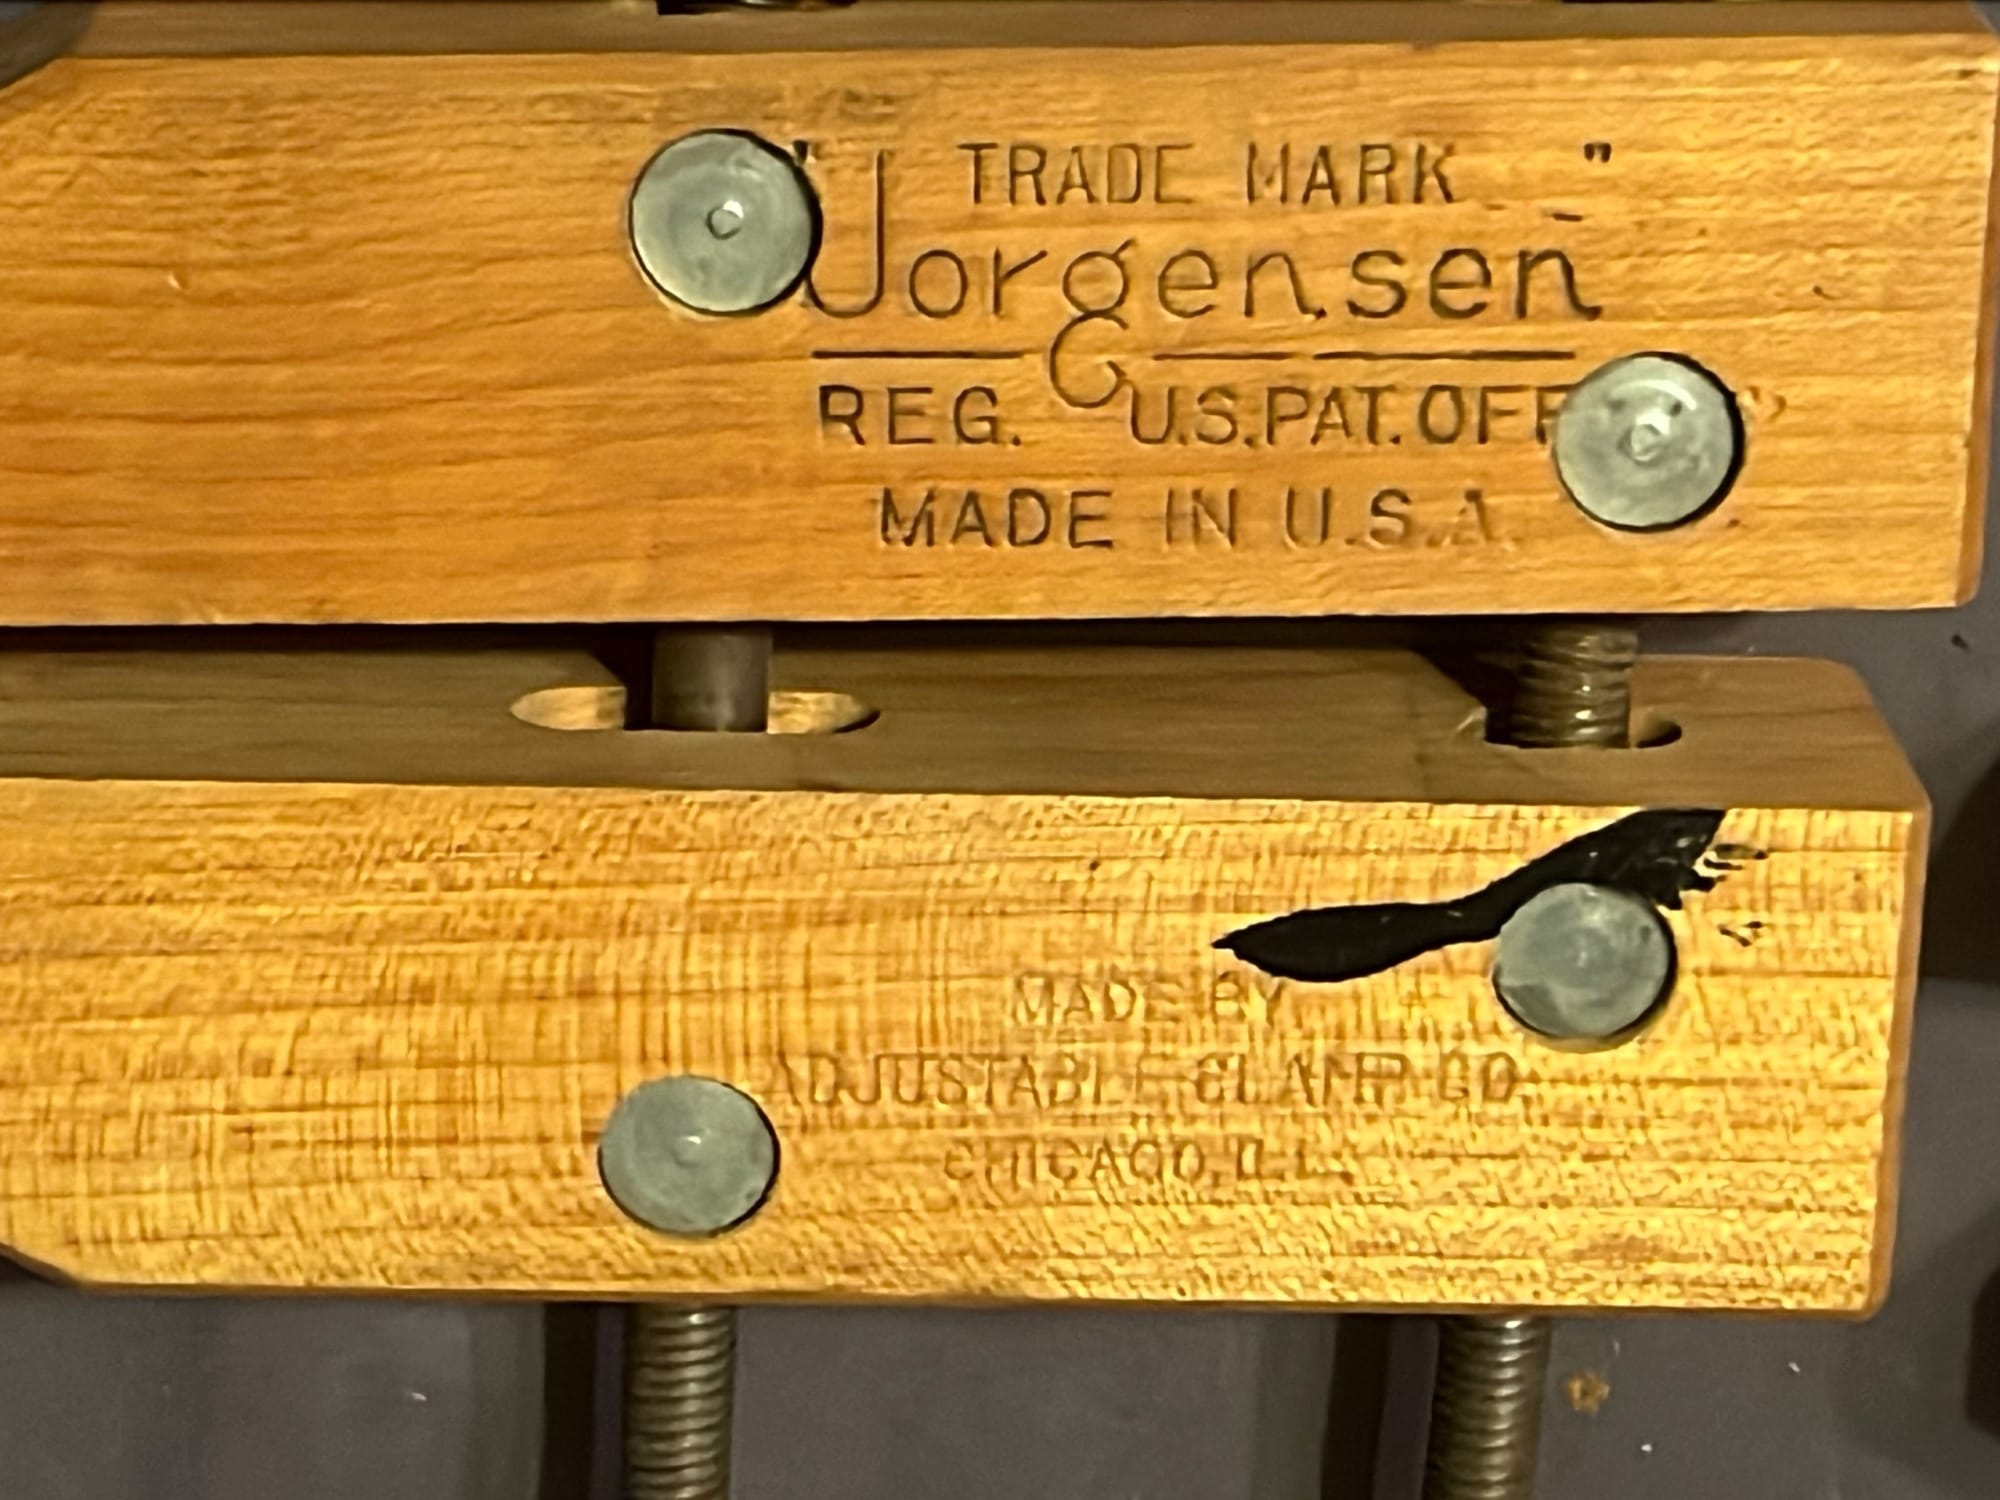 " TRADE MARK "
Jorgensen
REG. U.S.PAT.OFF
MADE IN U.S.A.
MADE BY
ADJUSTABLE CLAMP CO.
CHICAGO, ILL.